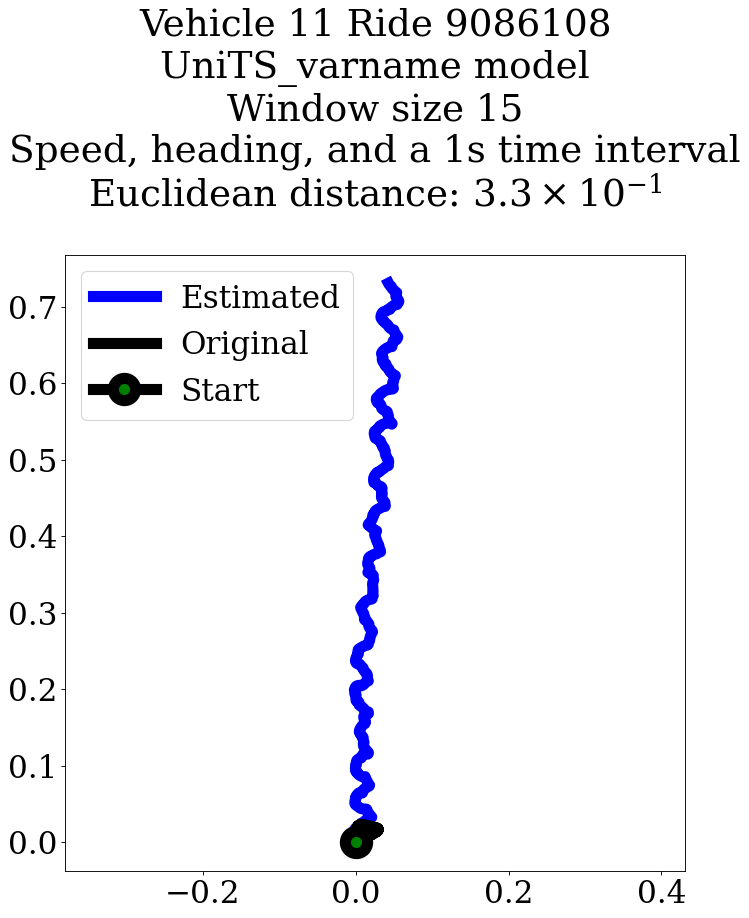 Vehicle 11 Ride 9086108
UniTS_varname model
Window size 15
Speed, heading, and a 1s time interval
Euclidean distance: 3.3 × 10⁻¹
Estimated
Original
Start
0.7
0.6
0.5
0.4
0.3
0.2
0.1
0.0
−0.2 0.0 0.2 0.4